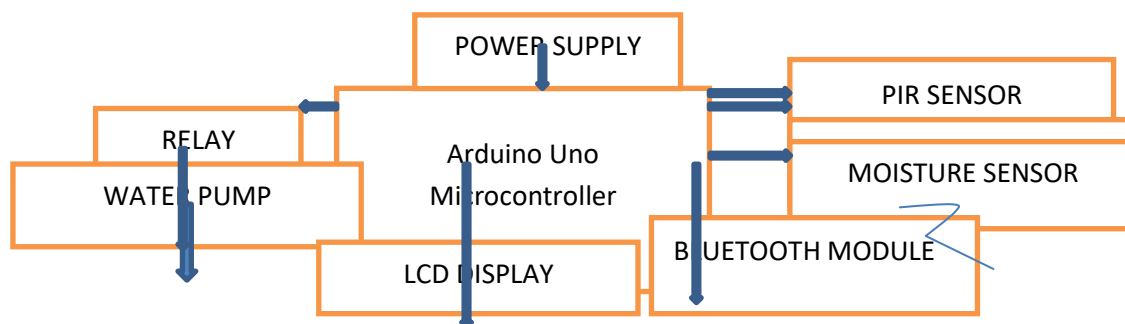 POWER SUPPLY
PIR SENSOR
RELAY
Arduino Uno
Microcontroller
MOISTURE SENSOR
WATER PUMP
BLUETOOTH MODULE
LCD DISPLAY